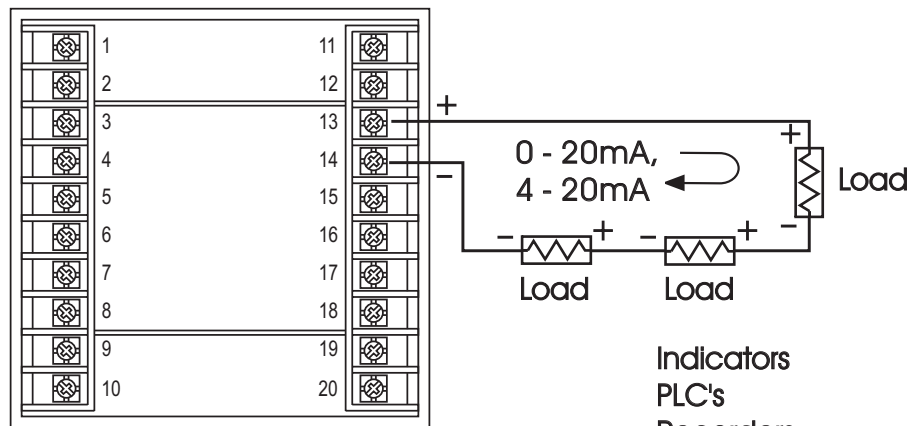 1 11
2 12
+
3 13
+
14
4
0 - 20mA,
4 - 20mA
−
Load
5 15
−
6 16
− + − +
7 17
Load Load
8 18
9 19
Indicators
10 20
PLC's
Recorders